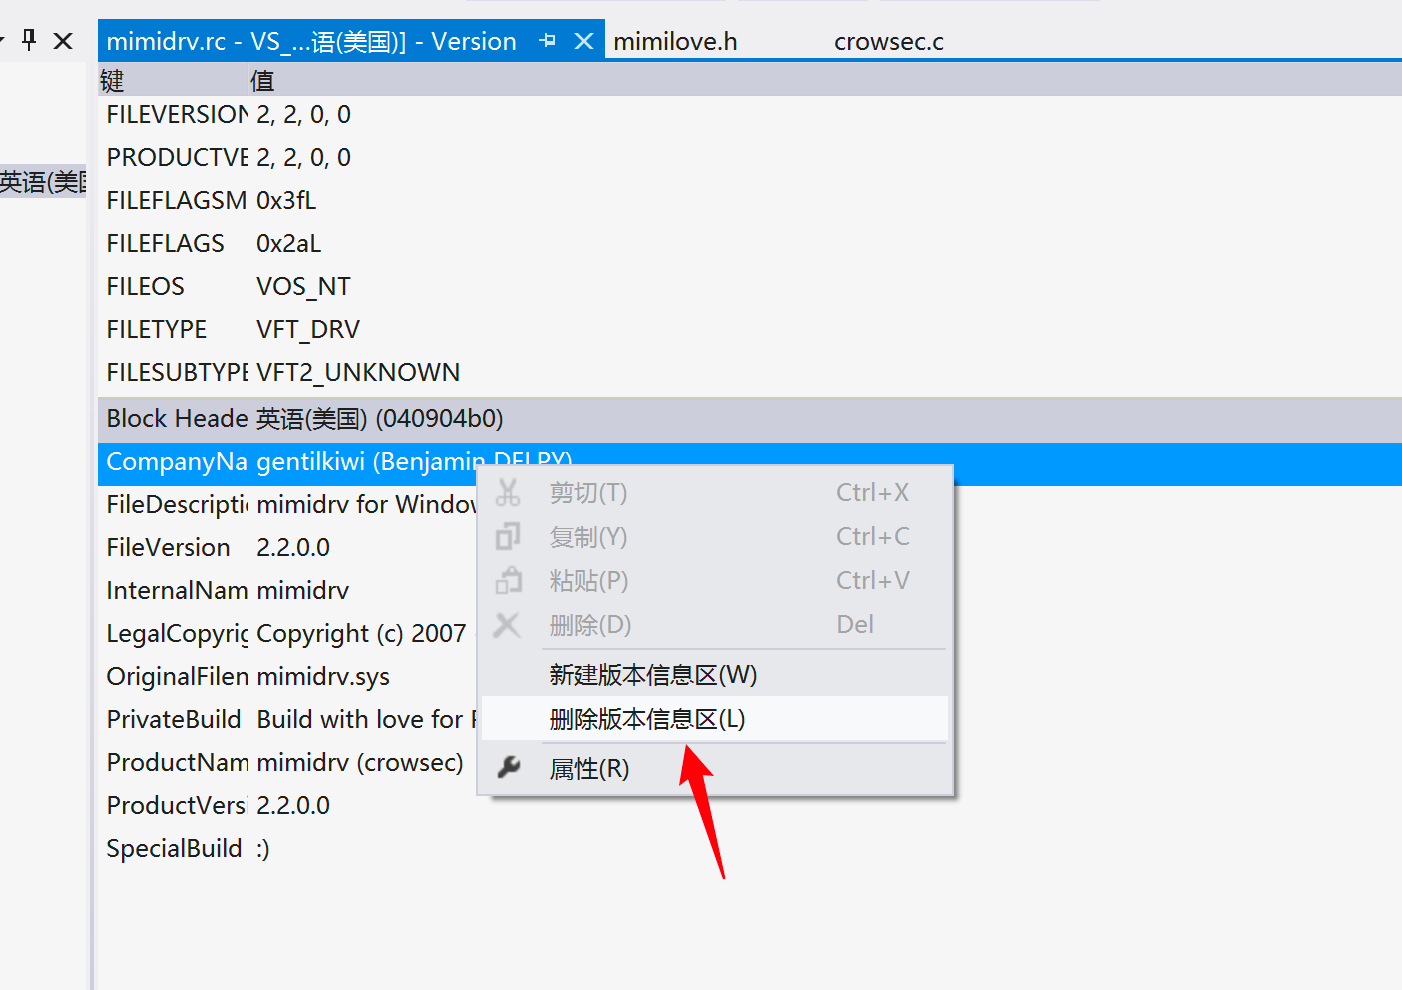 mimidrv.rc - VS_...语(美国)] - Version
mimilove.h
crowsec.c
键 值
FILEVERSION 2, 2, 0, 0
PRODUCTVE 2, 2, 0, 0
英语(美国
FILEFLAGSM 0x3fL
FILEFLAGS 0x2aL
FILEOS VOS_NT
FILETYPE VFT_DRV
FILESUBTYPE VFT2_UNKNOWN
Block Heade 英语(美国) (040904b0)
CompanyNa gentilkiwi (Benjamin DELPY)
FileDescriptio mimidrv for Window
FileVersion 2.2.0.0
InternalNam mimidrv
LegalCopyrig Copyright (c) 2007
OriginalFilen mimidrv.sys
PrivateBuild Build with love for
ProductNam mimidrv (crowsec)
ProductVersi 2.2.0.0
SpecialBuild :)
剪切(T) Ctrl+X
复制(Y) Ctrl+C
粘贴(P) Ctrl+V
删除(D) Del
新建版本信息区(W)
删除版本信息区(L)
属性(R)